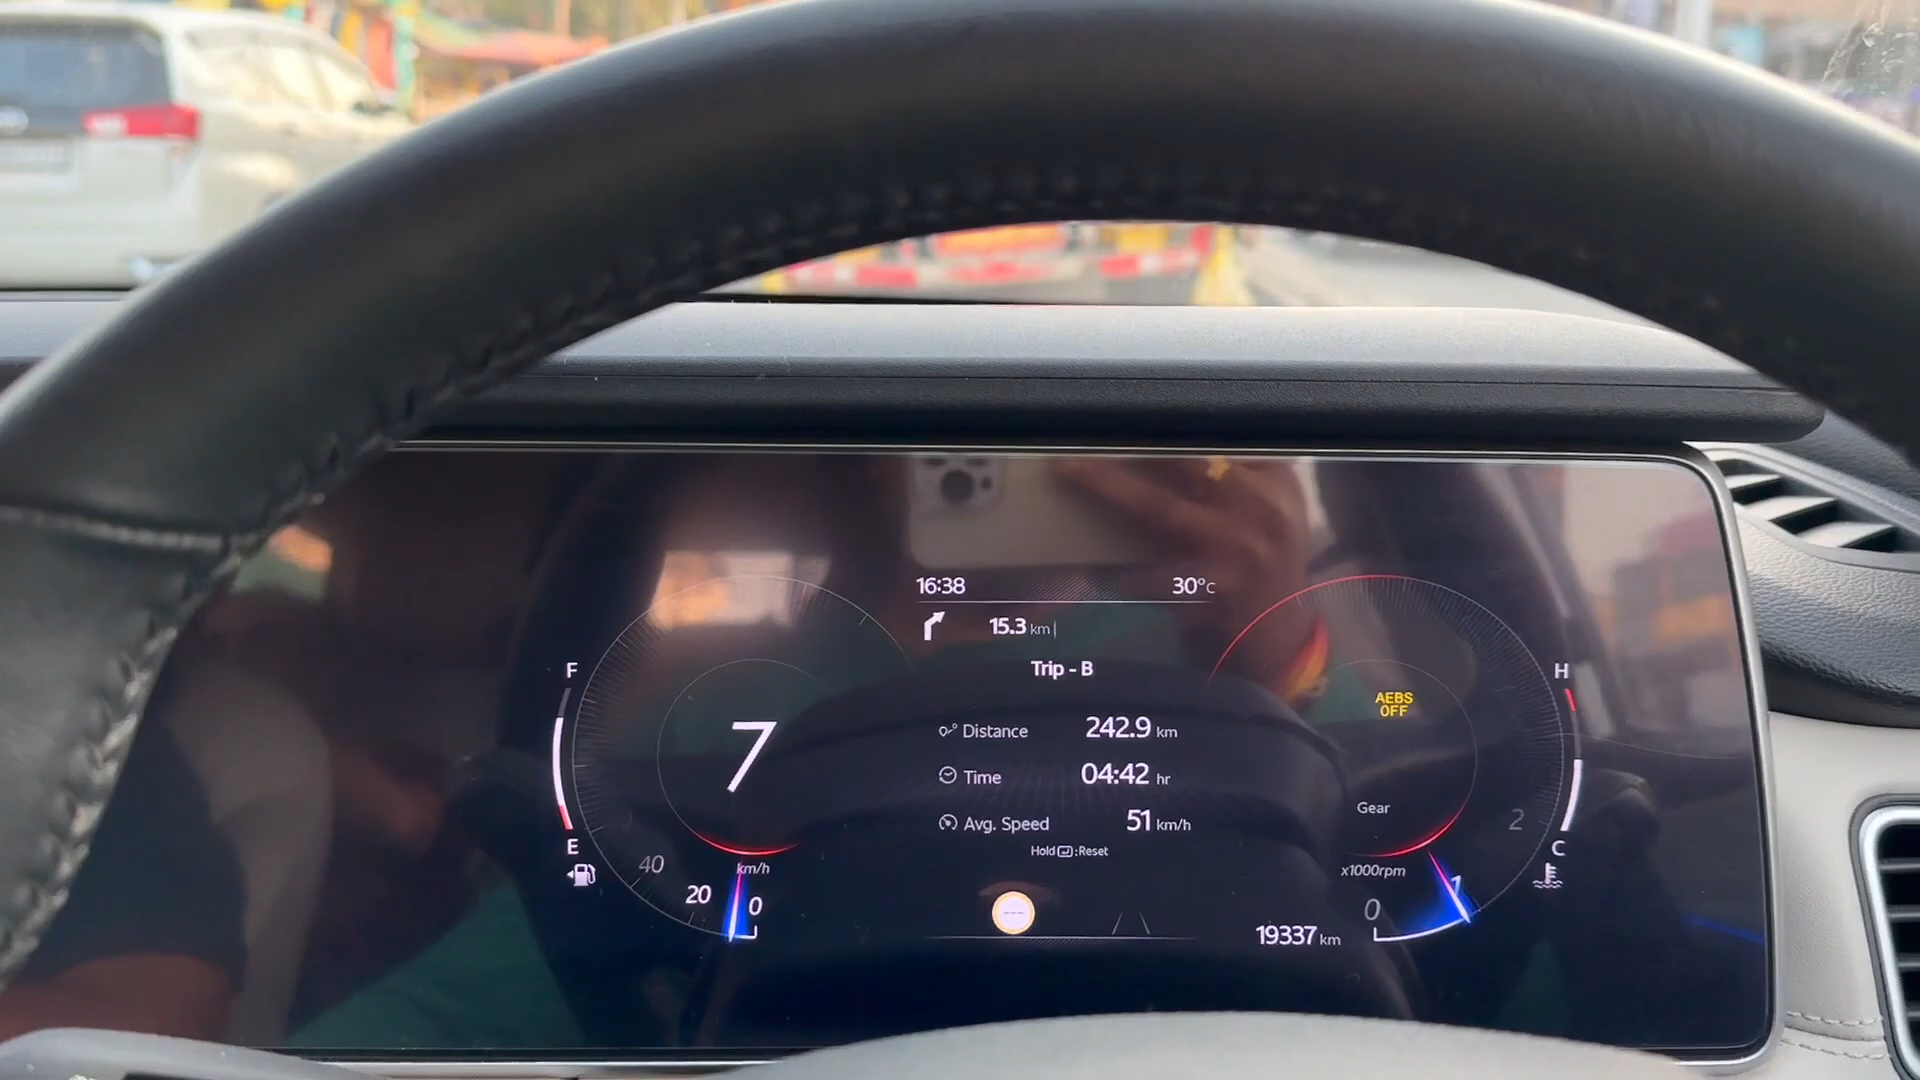 16:38 30°c
15.3 km
Trip - B
F
H
AEBS
OFF
7
Distance 242.9 km
Time 04:42 hr
Avg. Speed 51 km/h
Hold :Reset
Gear
2
E
C
40
20
0
km/h
x1000rpm
0
1
19337 km